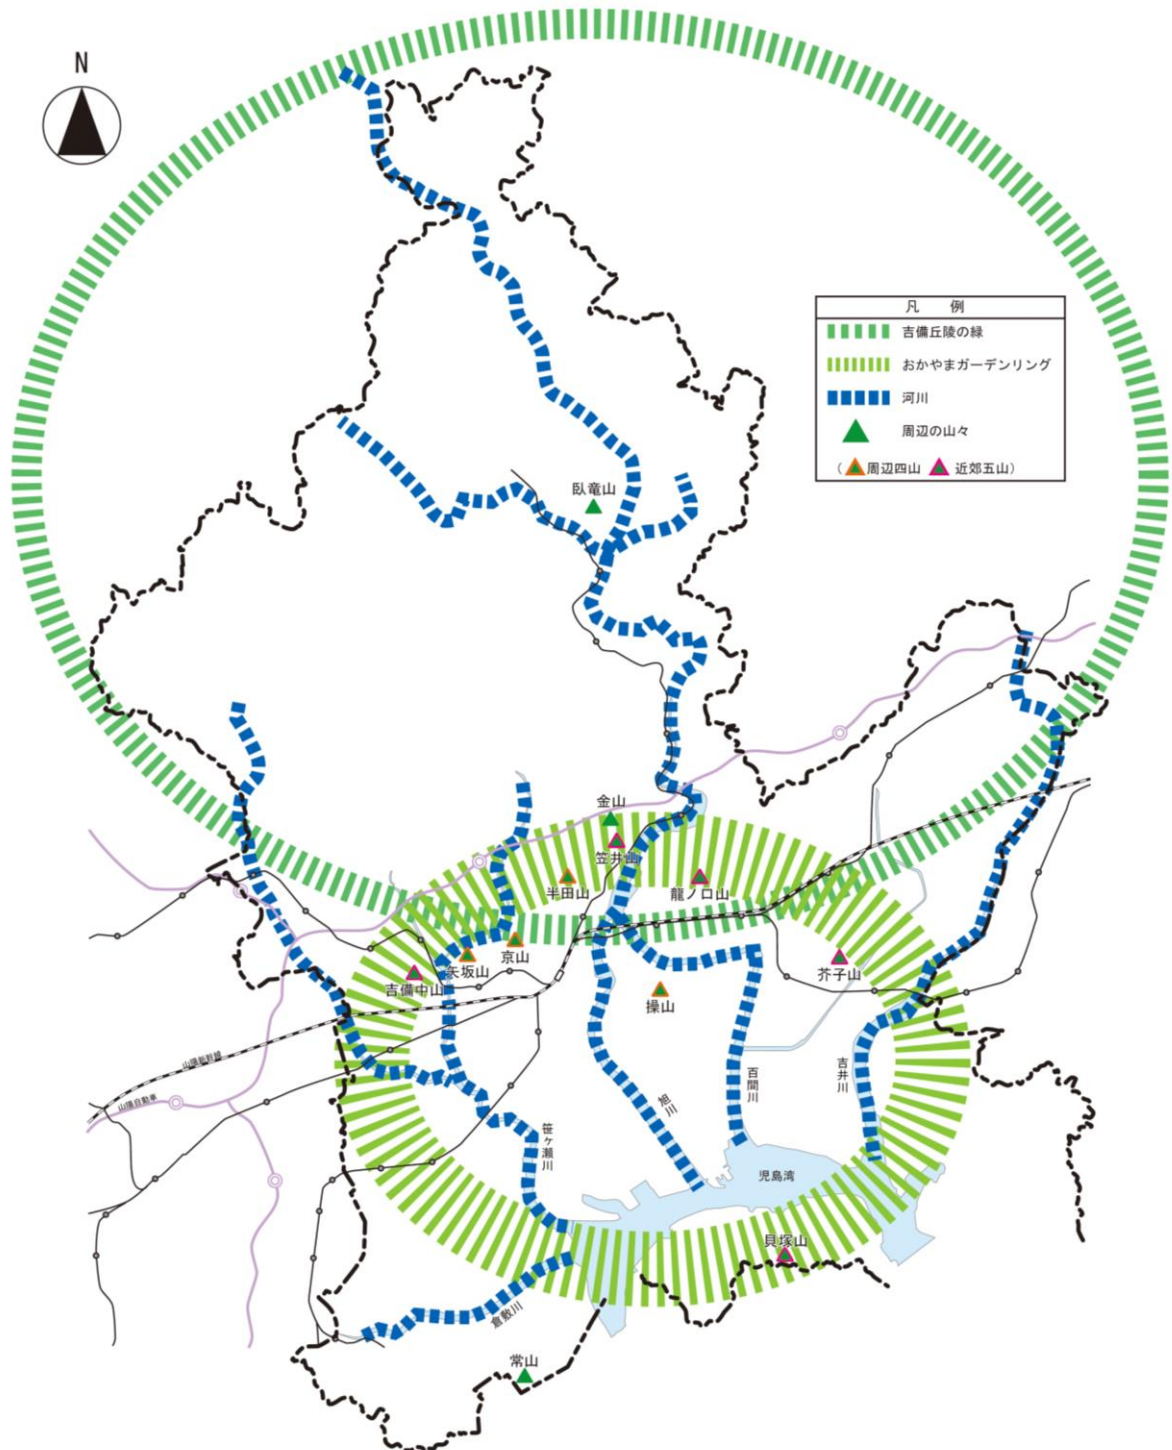 N
凡　例
吉備丘陵の緑
おかやまガーデンリング
河川
周辺の山々
（ 周辺四山 近郊五山）
臥竜山
金山
笠井山
半田山
龍ノ口山
京山
矢坂山
吉備中山
芥子山
操山
山陽新幹線
山陽自動車
旭川
百間川
吉井川
笹ヶ瀬川
児島湾
貝塚山
倉敷川
常山